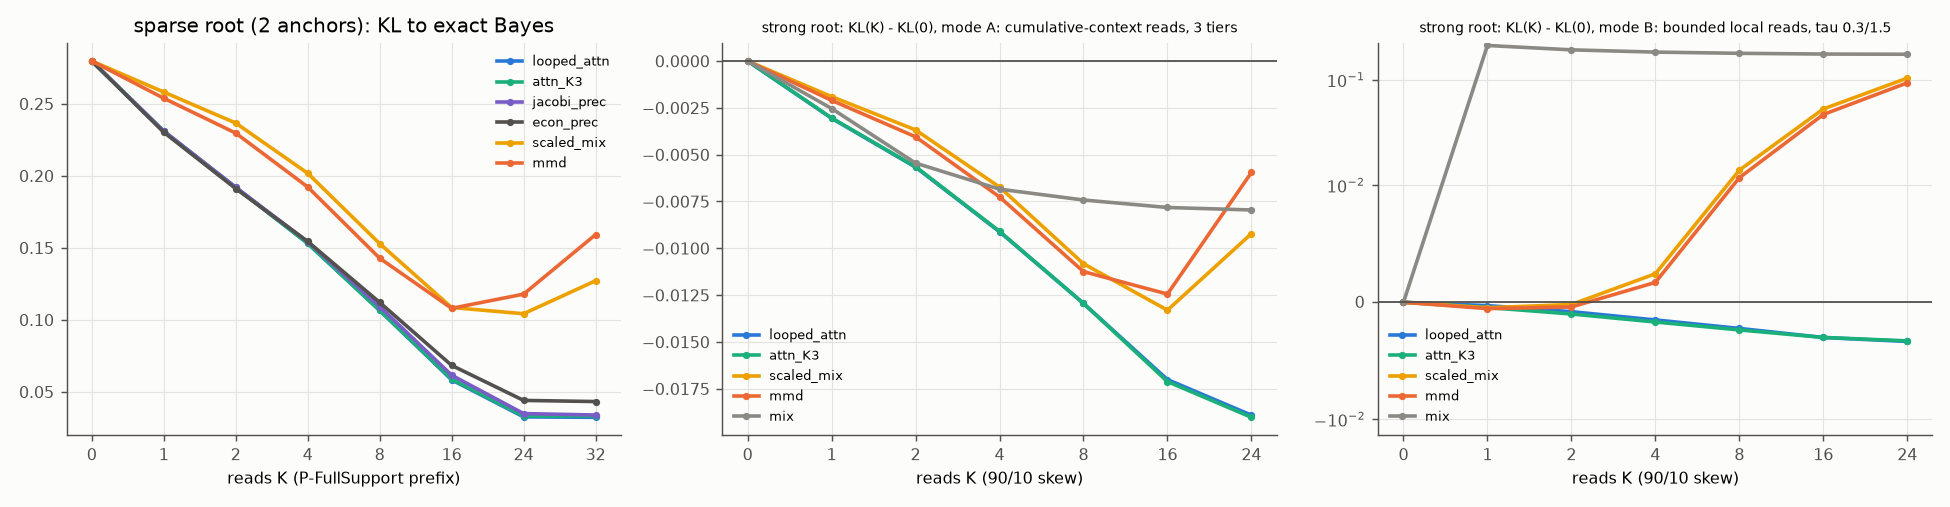 sparse root (2 anchors): KL to exact Bayes
0.25
0.20
0.15
0.10
0.05
looped_attn
attn_K3
jacobi_prec
econ_prec
scaled_mix
mmd
0 1 2 4 8 16 24 32
reads K (P-FullSupport prefix)
strong root: KL(K) - KL(0), mode A: cumulative-context reads, 3 tiers
0.0000
−0.0025
−0.0050
−0.0075
−0.0100
−0.0125
−0.0150
−0.0175
looped_attn
attn_K3
scaled_mix
mmd
mix
0 1 2 4 8 16 24
reads K (90/10 skew)
strong root: KL(K) - KL(0), mode B: bounded local reads, tau 0.3/1.5
10⁻¹
10⁻²
0
−10⁻²
looped_attn
attn_K3
scaled_mix
mmd
mix
0 1 2 4 8 16 24
reads K (90/10 skew)